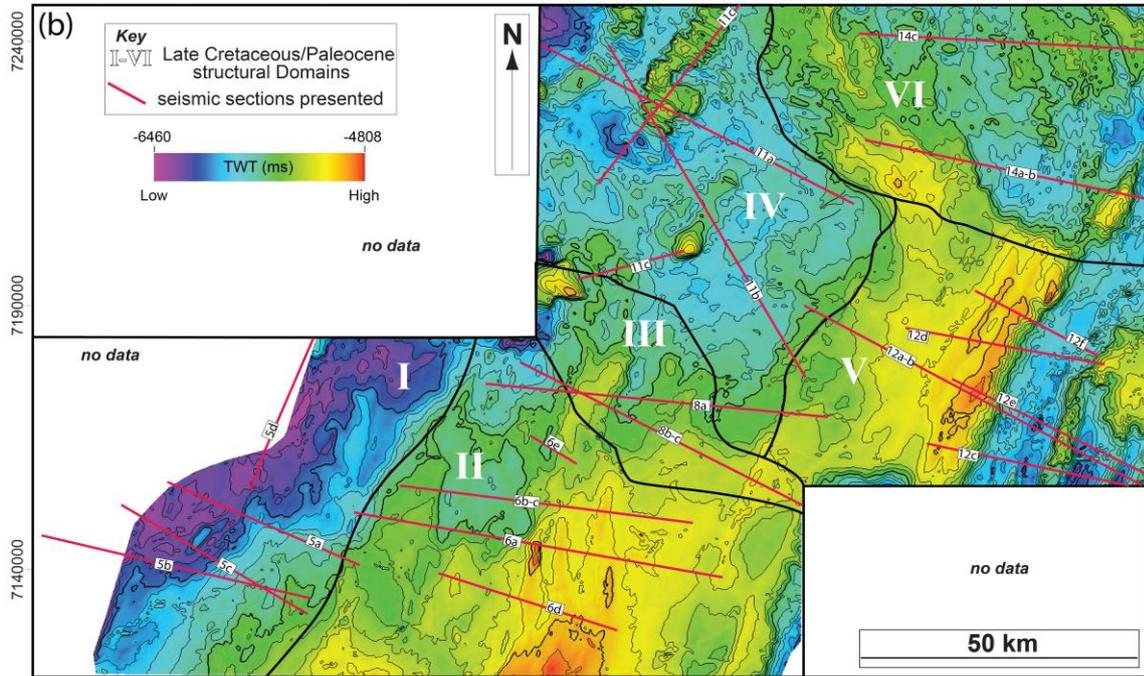 (b)
Key
I-VI Late Cretaceous/Paleocene
structural Domains
seismic sections presented
-6460 -4808
TWT (ms)
Low High
no data
N
7240000
7190000
7140000
11c
14c
VI
11a
14a-b
IV
11c
11b
III
12f
12d
12a-b
V
no data
I
5d
8a
12e
8b-c
6e
12c
II
6b-c
5a
6a
5c
5b
6d
no data
50 km